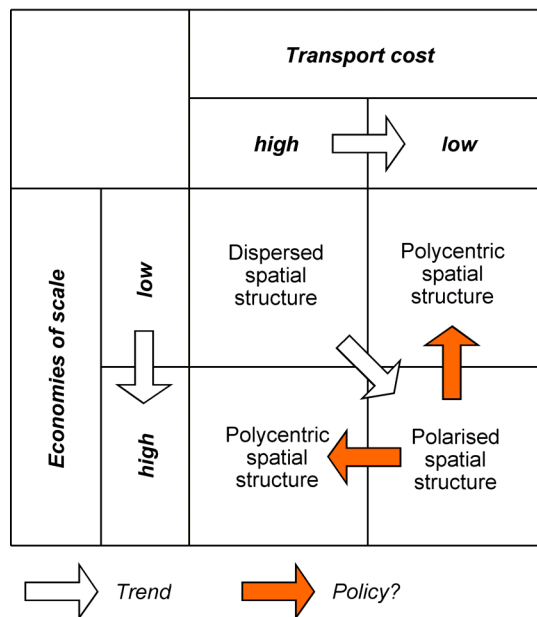 Transport cost
high
low
Economies of scale
low
high
Dispersed
spatial
structure
Polycentric
spatial
structure
Polycentric
spatial
structure
Polarised
spatial
structure
Trend
Policy?